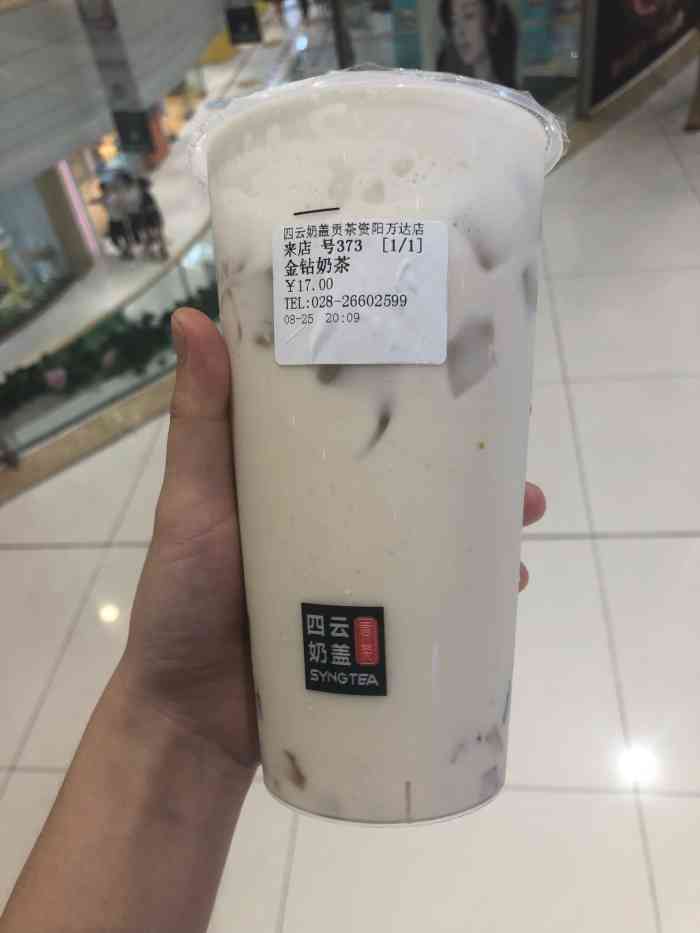 四云奶盖贡茶资阳万达店
来店 号373 [1/1]
金钻奶茶
¥17.00
TEL:028-26602599
08-25 20:09
四云
奶盖
贡茶
SYNGTEA